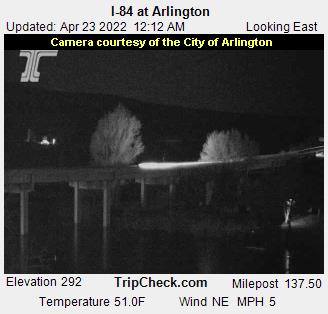 I-84 at Arlington
Updated: Apr 23 2022 12:12 AM Looking East
Camera courtesy of the City of Arlington
Elevation 292 TripCheck.com Milepost 137.50
Temperature 51.0F Wind NE MPH 5